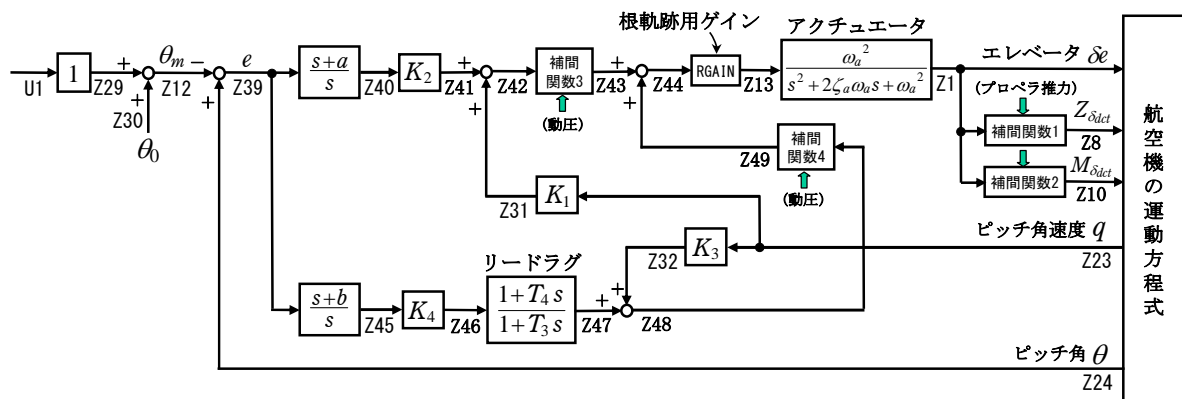 根軌跡用ゲイン
アクチュエータ
U1
1
Z29
+
+
Z30
θ₀
θm
−
Z12
+
e
Z39
s+a
s
Z40
K₂
+
Z41
+
Z42
補間
関数3
(動圧)
+
Z43
+
Z44
RGAIN
Z13
ωa²
s²+2ζaωas+ωa²
Z1
エレベータ δe
(プロペラ推力)
補間関数1
Zδdct
Z8
補間関数2
Mδdct
Z10
航空機の運動方程式
補間
関数4
(動圧)
Z49
K₁
Z31
ピッチ角速度 q
Z23
K₃
Z32
リードラグ
s+b
s
Z45
K₄
Z46
1+T₄s
1+T₃s
+
Z47
+
Z48
ピッチ角 θ
Z24